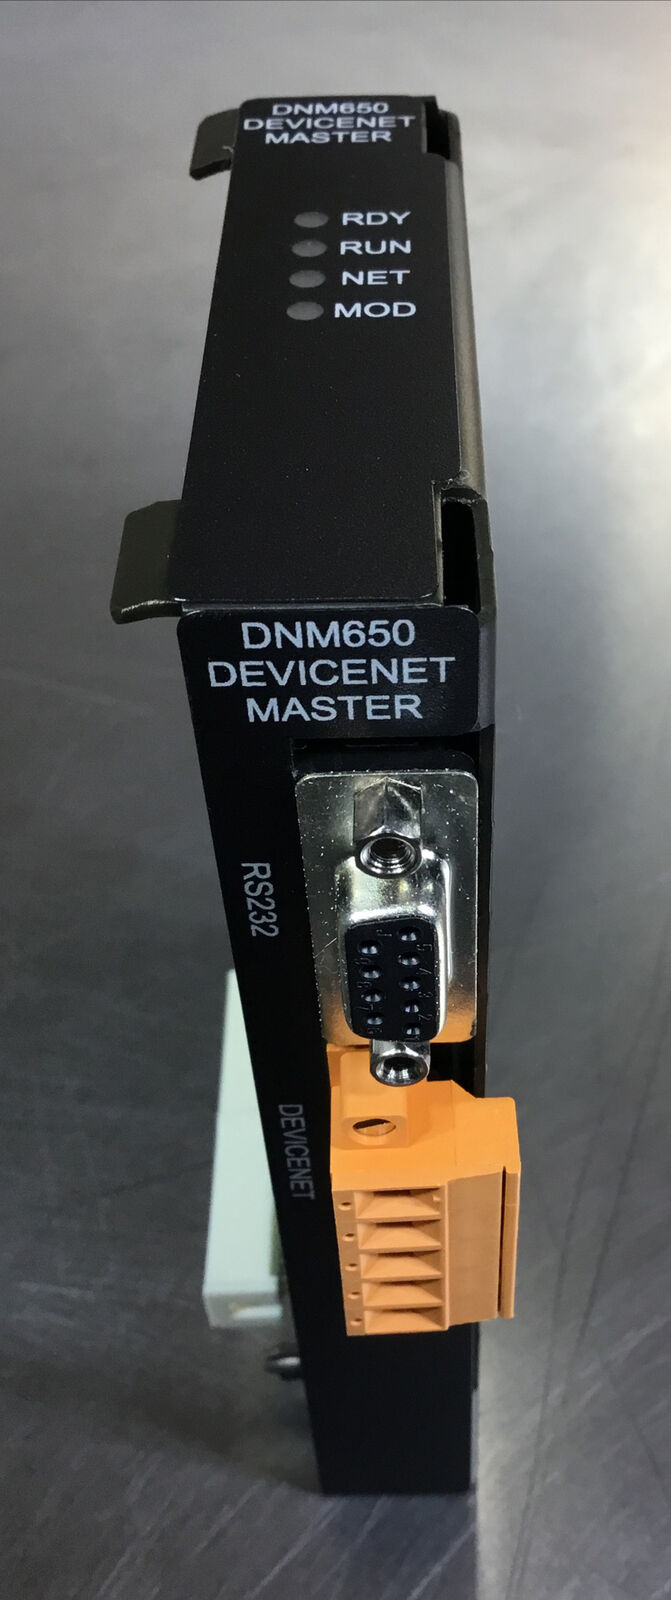 DNM650
DEVICENET
MASTER
RDY
RUN
NET
MOD
DNM650
DEVICENET
MASTER
RS232
DEVICENET